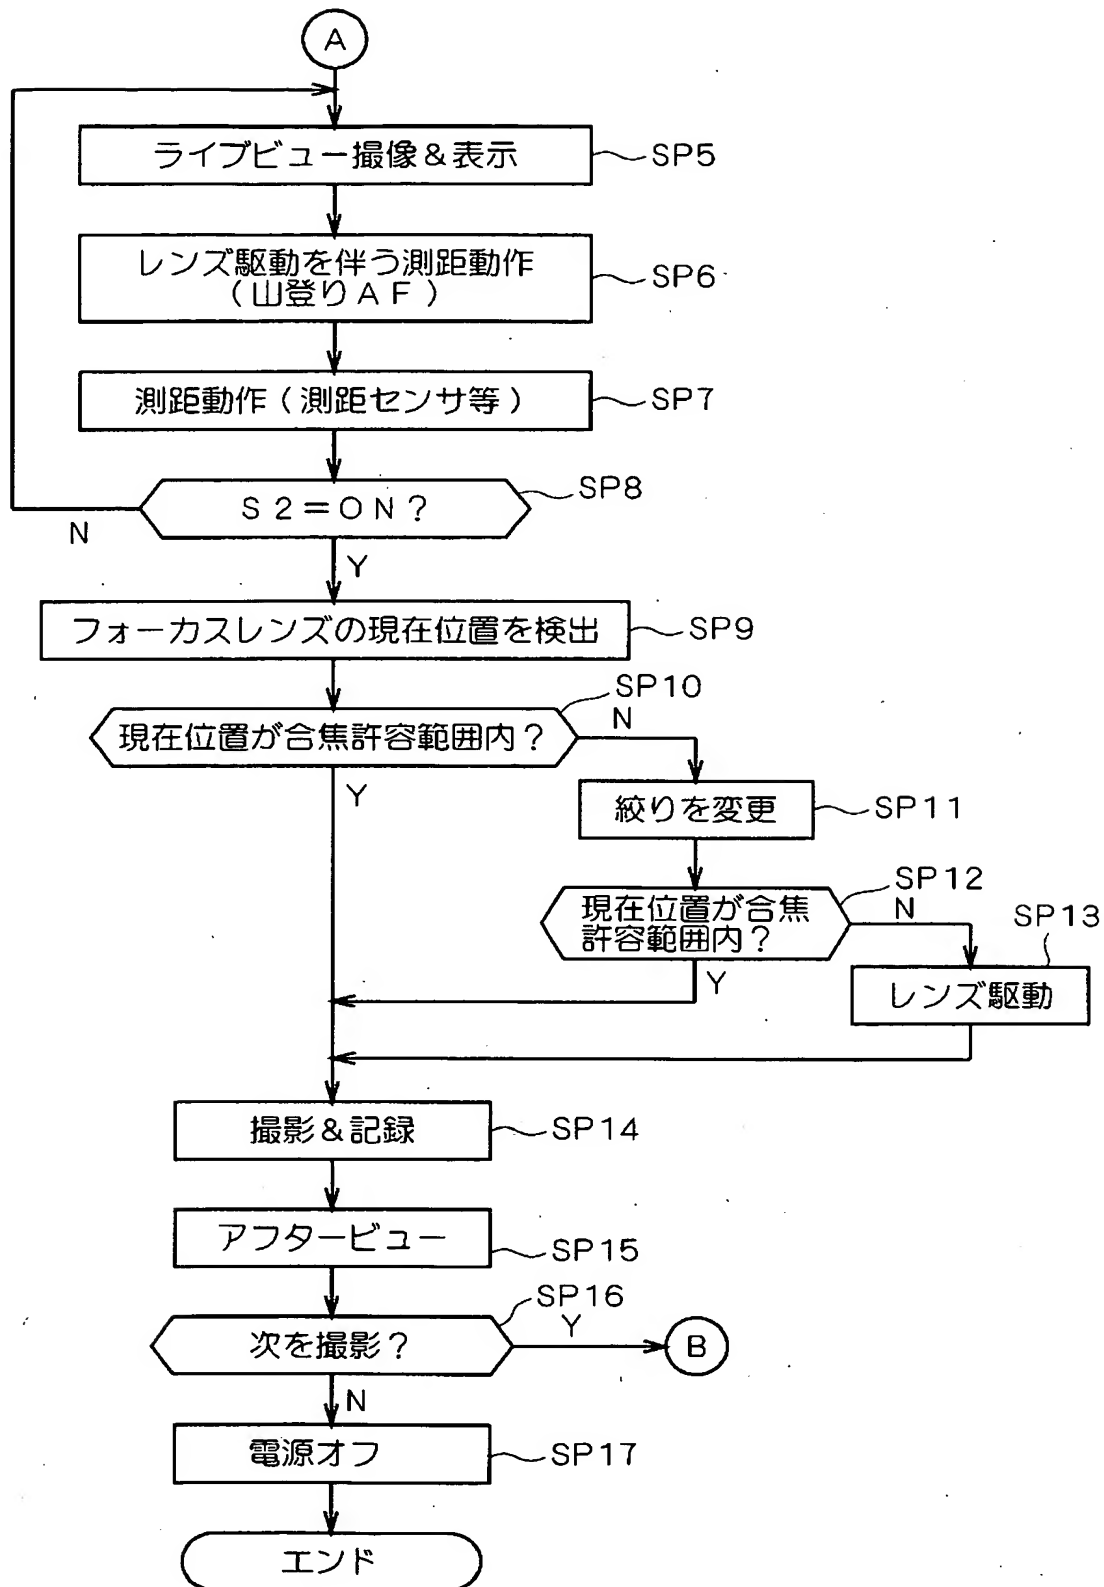 A
ライブビュー撮像＆表示
SP5
レンズ駆動を伴う測距動作
（山登りＡＦ）
SP6
測距動作（測距センサ等）
SP7
Ｓ２＝ＯＮ？
SP8
N
Y
フォーカスレンズの現在位置を検出
SP9
現在位置が合焦許容範囲内？
SP10
N
Y
絞りを変更
SP11
現在位置が合焦
許容範囲内？
SP12
N
Y
SP13
レンズ駆動
撮影＆記録
SP14
アフタービュー
SP15
次を撮影？
SP16
Y
B
N
電源オフ
SP17
エンド